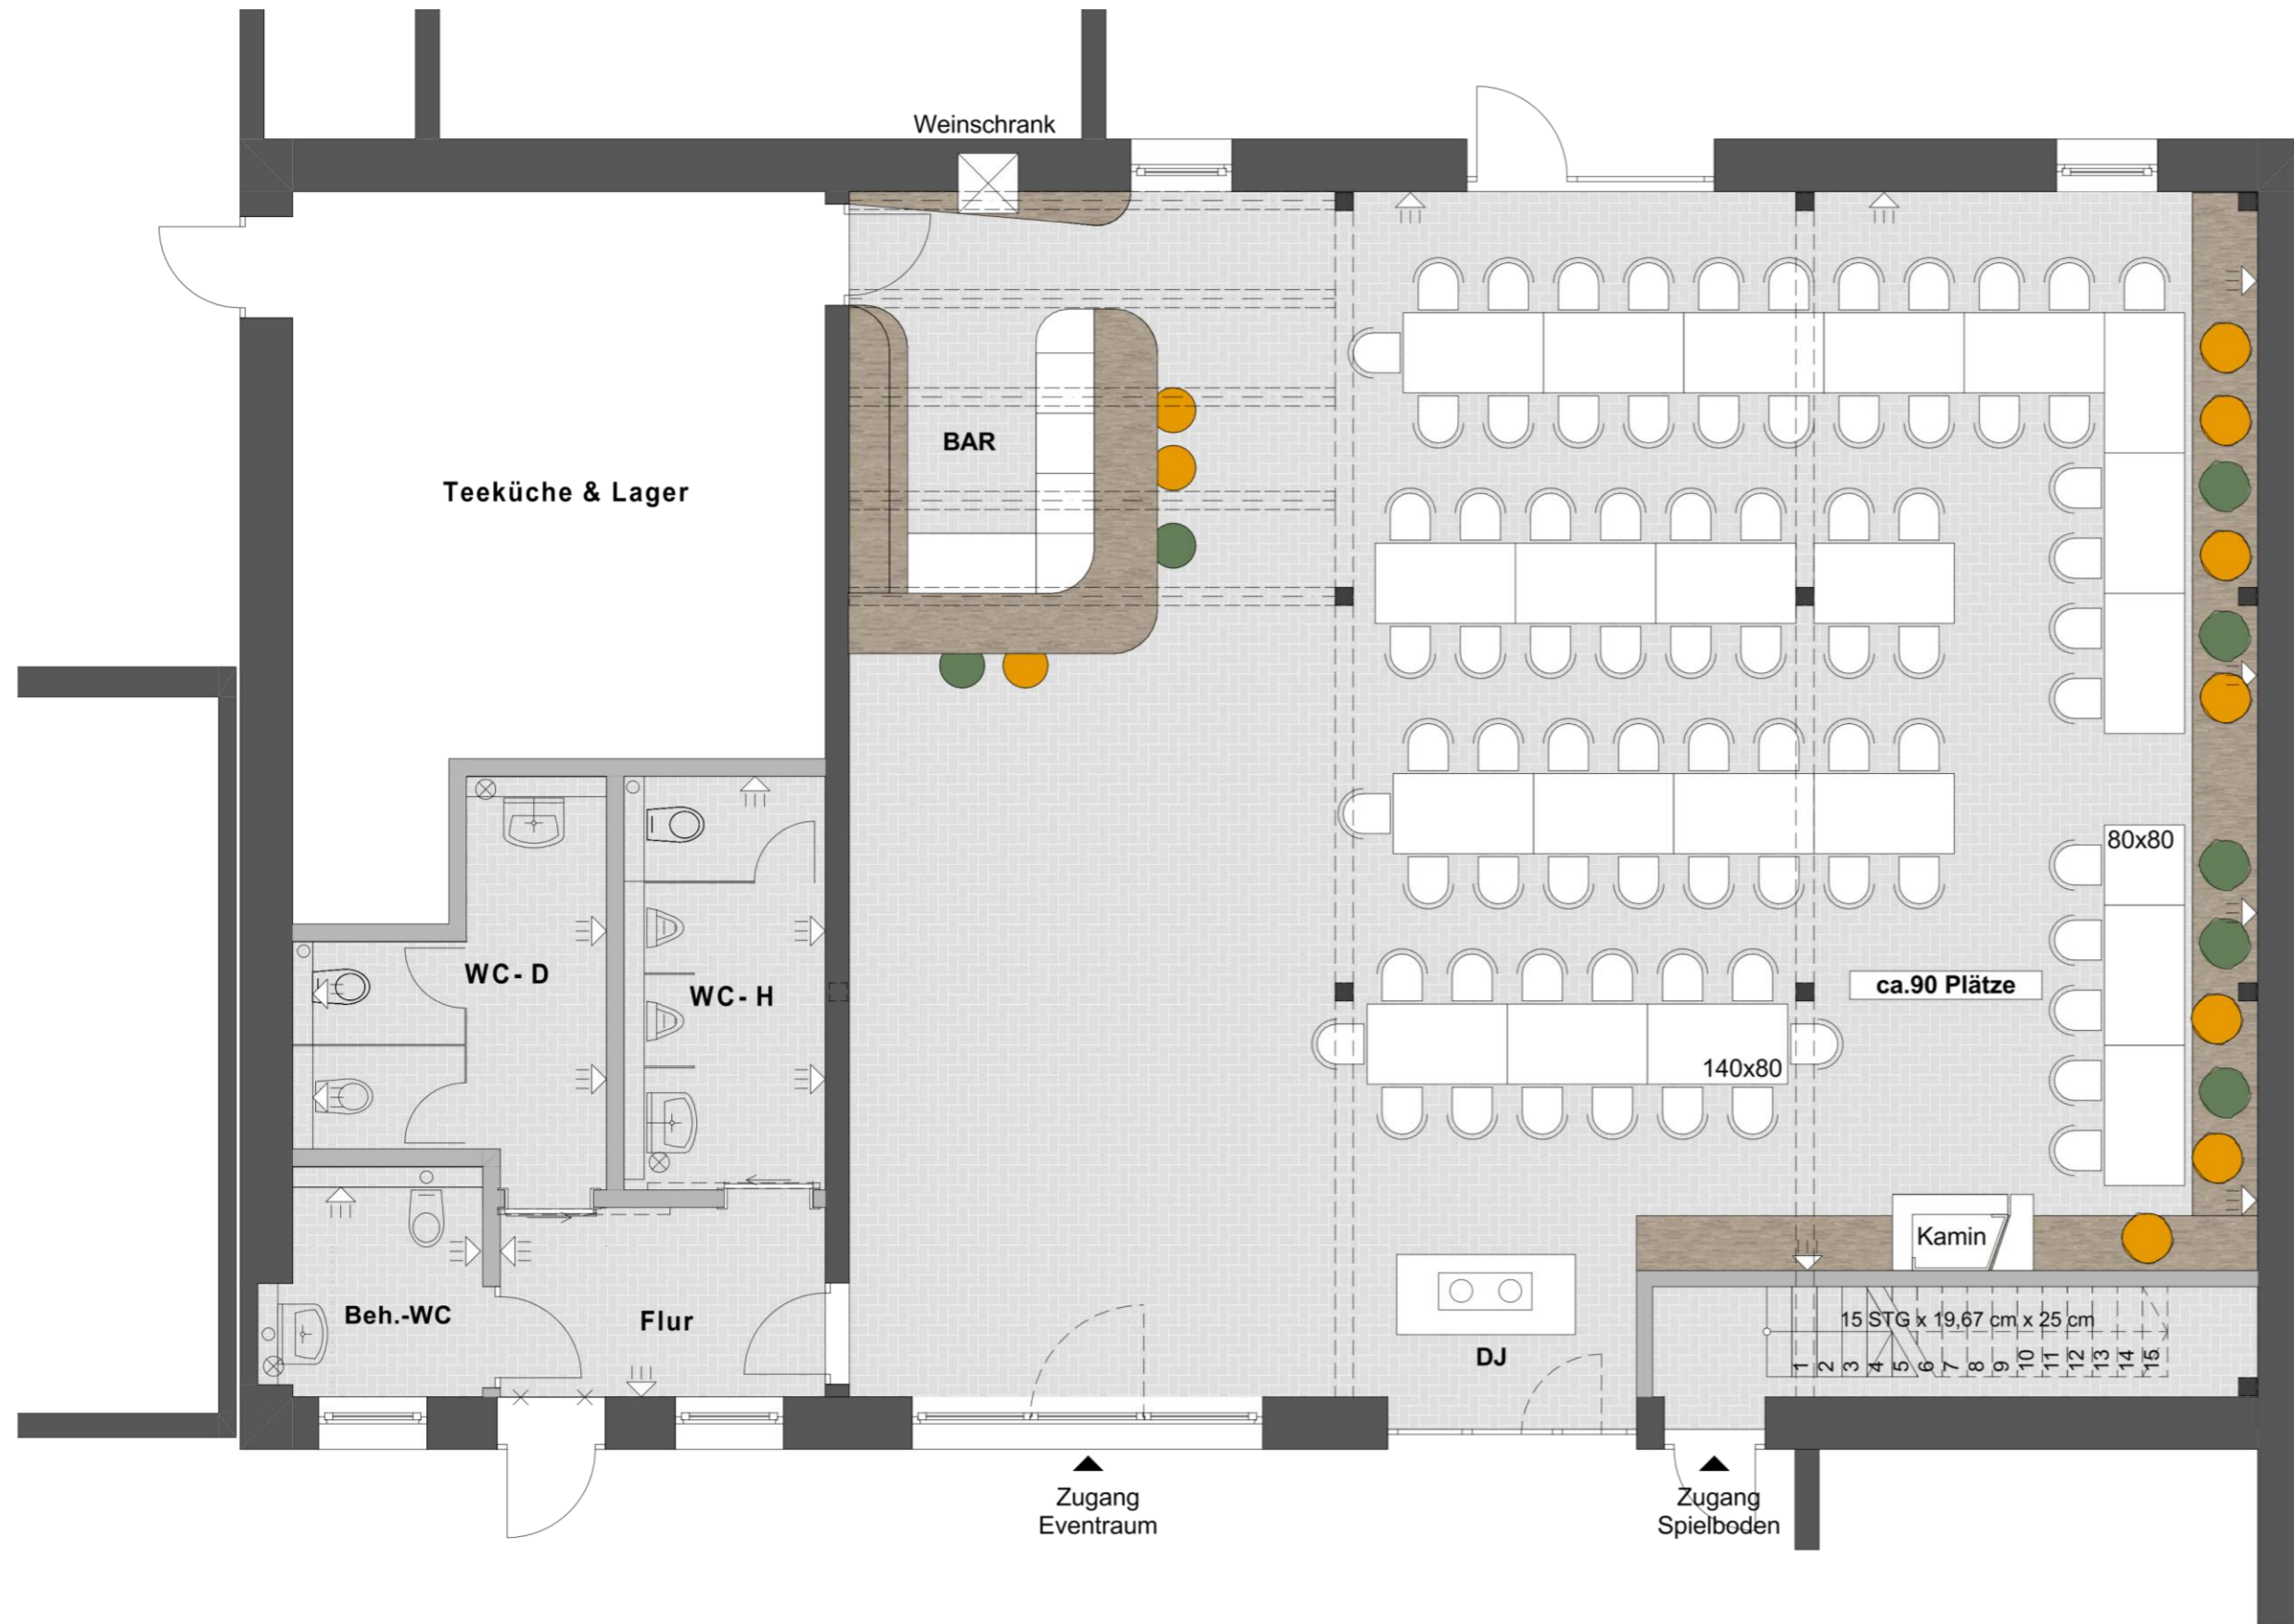 Weinschrank
BAR
Teeküche & Lager
80x80
WC- D
WC- H
ca.90 Plätze
140x80
Kamin
Beh.-WC
Flur
15 STG x 19,67 cm x 25 cm
DJ
1 2 3 4 5 6 7 8 9 10 11 12 13 14 15
Zugang
Eventraum
Zugang
Spielboden